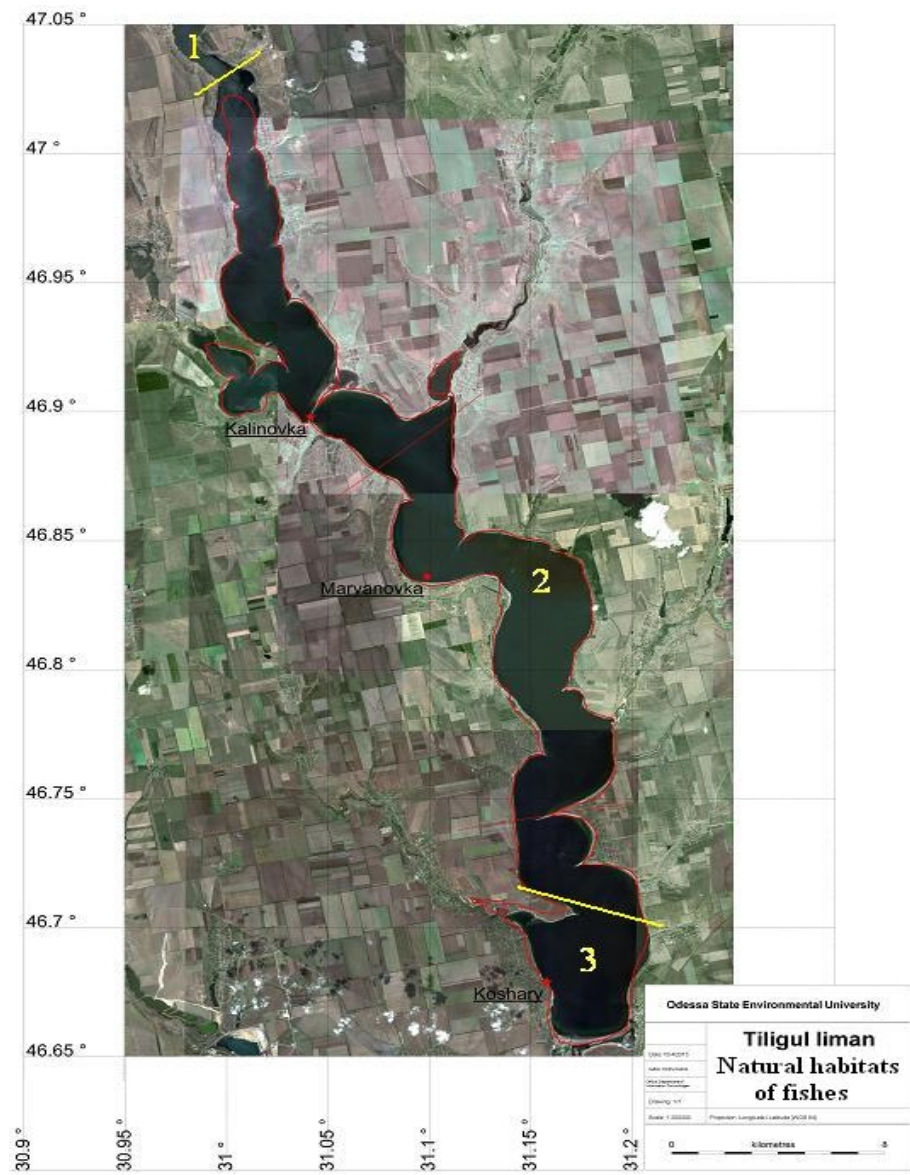 47.05 °
1
47 °
46.95 °
46.9 °
Kalinovka
46.85 °
2
Maryanovka
46.8 °
46.75 °
46.7 °
3
Koshary
46.65 °
Odessa State Environmental University
Tiligul liman
Natural habitats
of fishes
0 kilometres
30.9 °
30.95 °
31 °
31.05 °
31.1 °
31.15 °
31.2 °